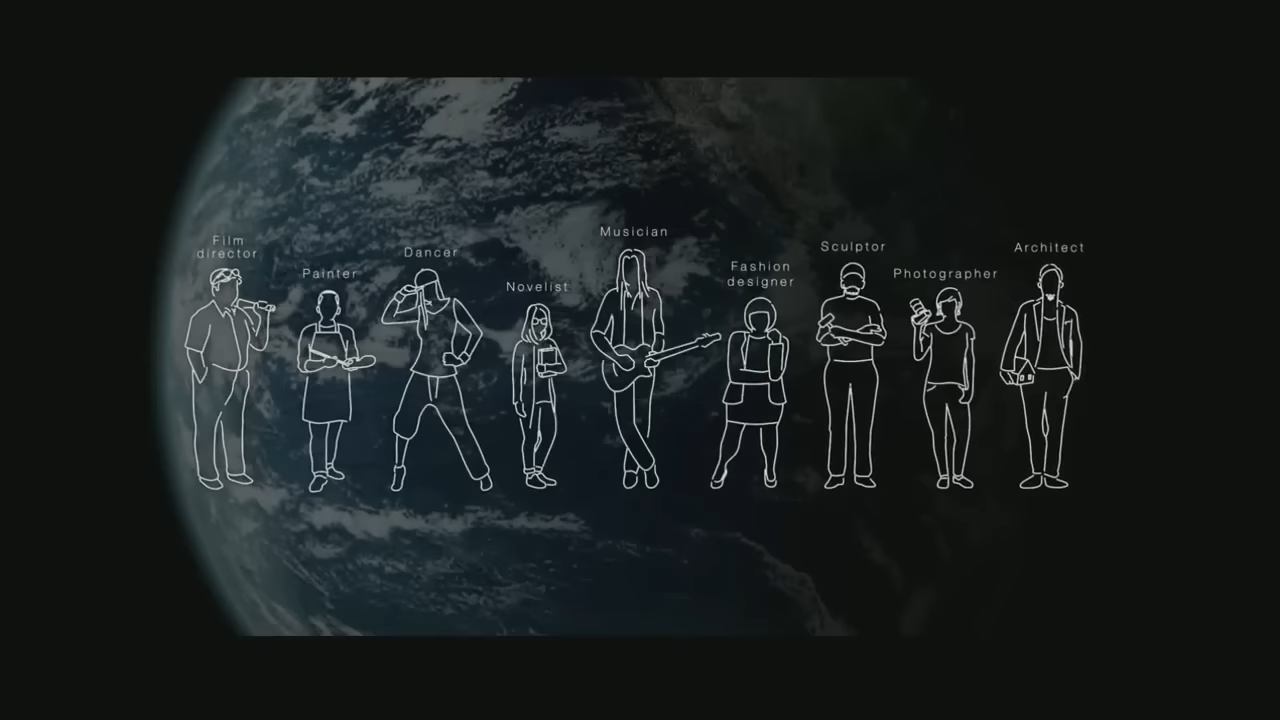 Film
director
Painter
Dancer
Novelist
Musician
Fashion
designer
Sculptor
Photographer
Architect